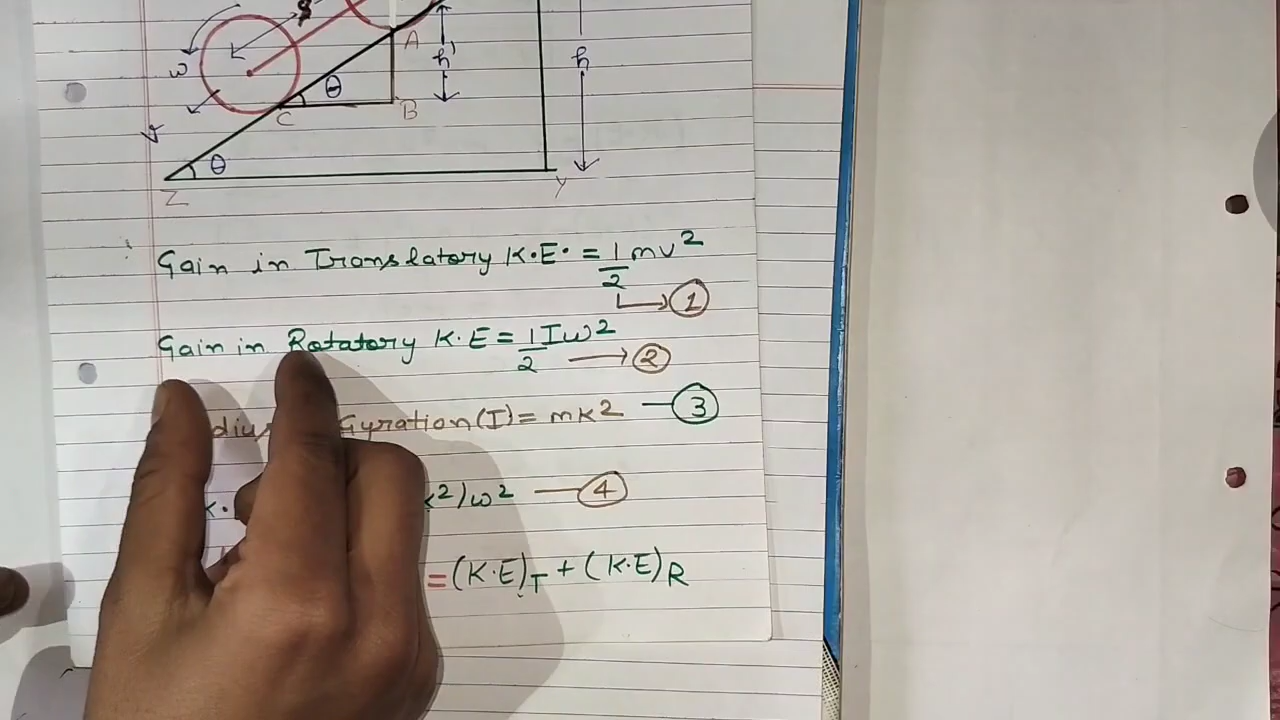 A
h'
h
ω
θ
C
B
v
θ
Z
Y
Gain in Translatory K.E. = 1/2 mv²
→ 1
Gain in Rotatory K.E = 1/2 Iω² → 2
Gyration (I) = mk² — 3
k²)ω² — 4
= (K.E)T + (K.E)R